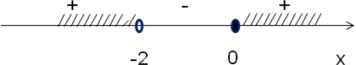 + - +
-2 0 x